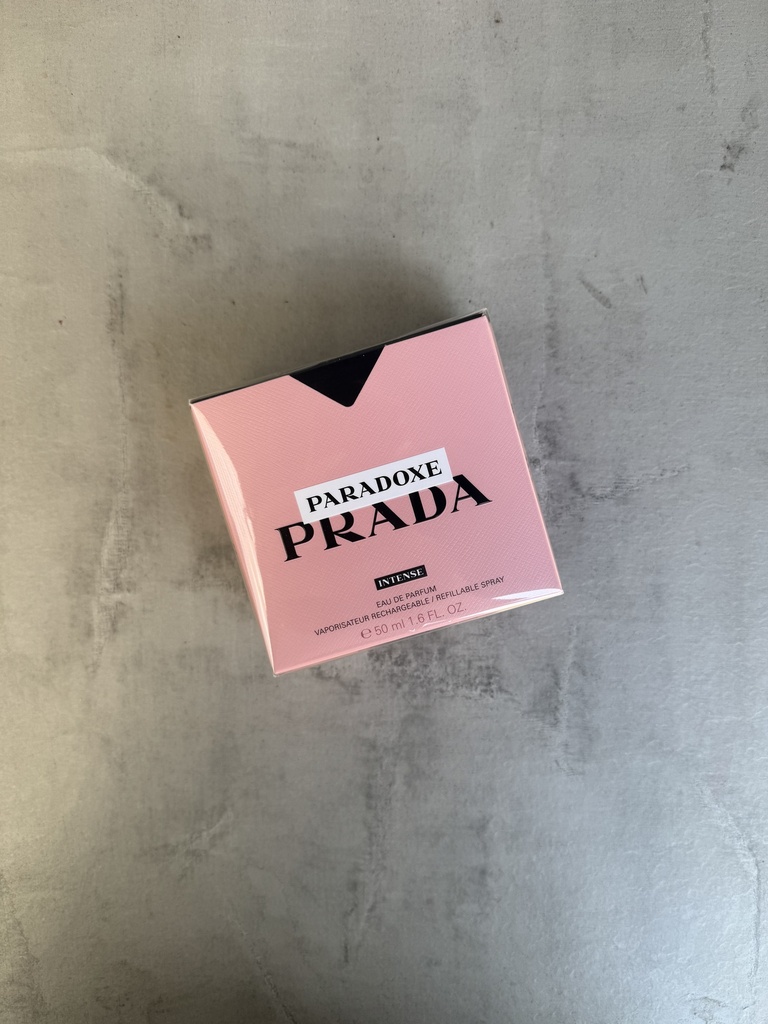 PARADOXE
PRADA
INTENSE
EAU DE PARFUM
VAPORISATEUR RECHARGEABLE / REFILLABLE SPRAY
℮ 50 ml 1.6 FL. OZ.